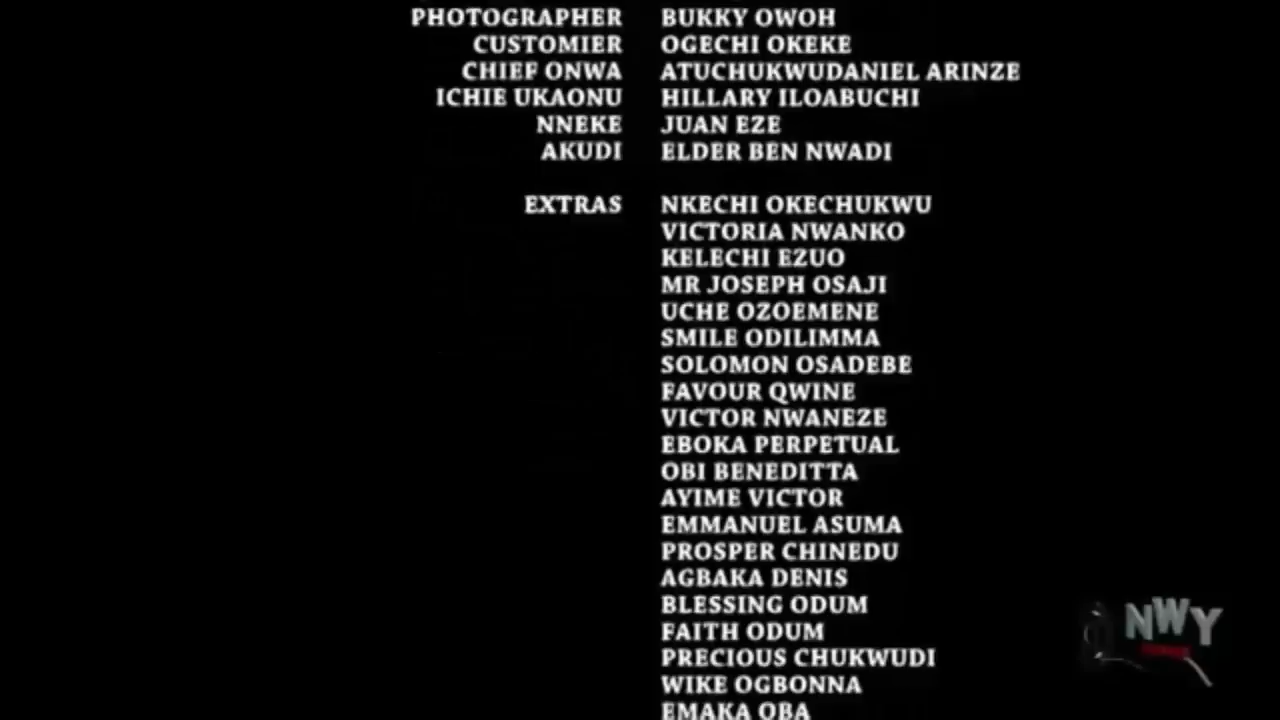 PHOTOGRAPHER BUKKY OWOH
CUSTOMIER OGECHI OKEKE
CHIEF ONWA ATUCHUKWUDANIEL ARINZE
ICHIE UKAONU HILLARY ILOABUCHI
NNEKE JUAN EZE
AKUDI ELDER BEN NWADI
EXTRAS NKECHI OKECHUKWU
VICTORIA NWANKO
KELECHI EZUO
MR JOSEPH OSAJI
UCHE OZOEMENE
SMILE ODILIMMA
SOLOMON OSADEBE
FAVOUR QWINE
VICTOR NWANEZE
EBOKA PERPETUAL
OBI BENEDITTA
AYIME VICTOR
EMMANUEL ASUMA
PROSPER CHINEDU
AGBAKA DENIS
BLESSING ODUM
FAITH ODUM
PRECIOUS CHUKWUDI
WIKE OGBONNA
EMAKA OBA
NWY